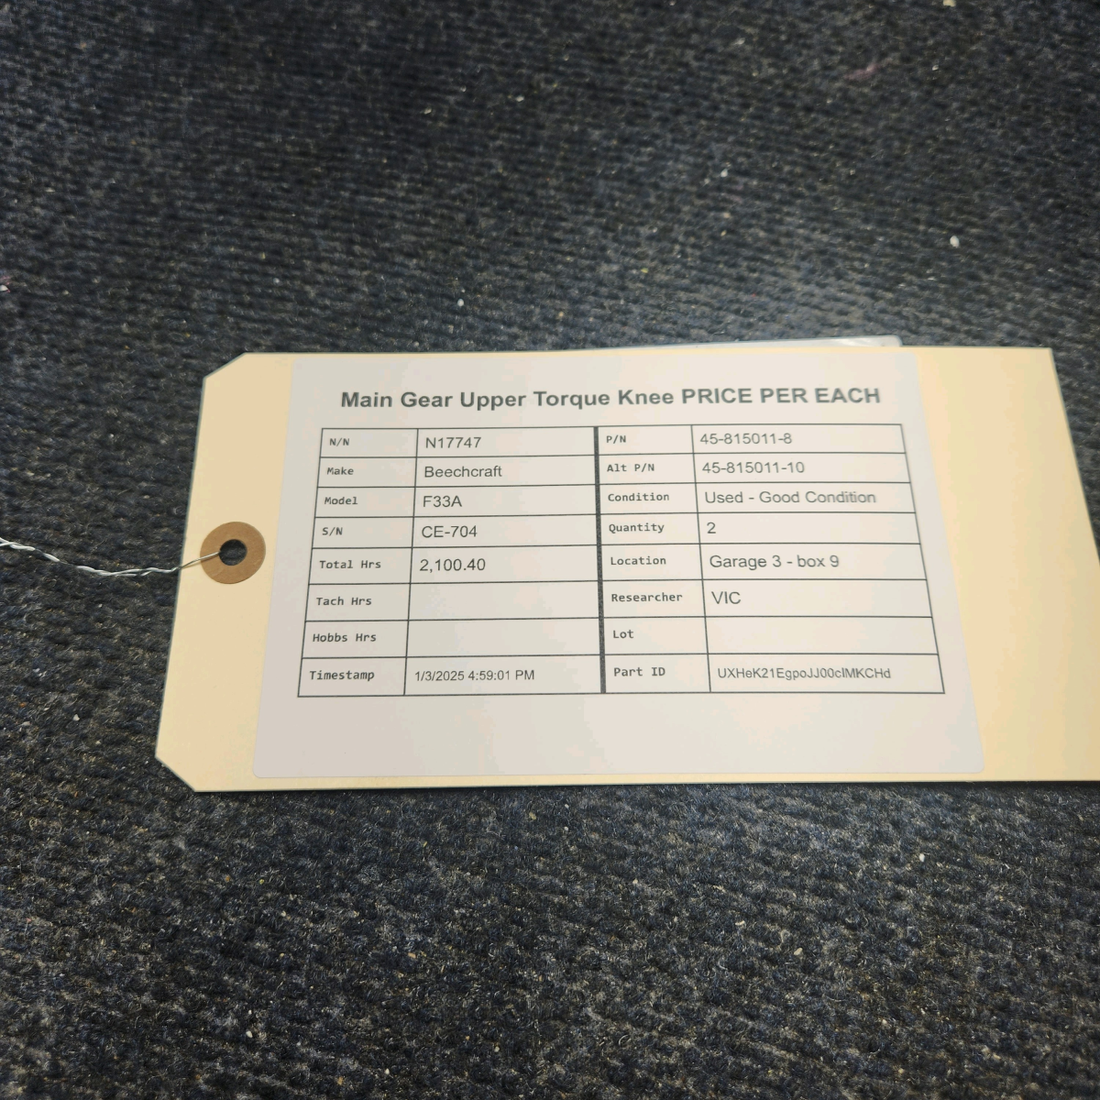 Main Gear Upper Torque Knee PRICE PER EACH
N/N N17747 P/N 45-815011-8
Make Beechcraft Alt P/N 45-815011-10
Model F33A Condition Used - Good Condition
S/N CE-704 Quantity 2
Total Hrs 2,100.40 Location Garage 3 - box 9
Tach Hrs Researcher VIC
Hobbs Hrs Lot
Timestamp 1/3/2025 4:59:01 PM Part ID UXHeK21EgpoJJ00clMKCHd